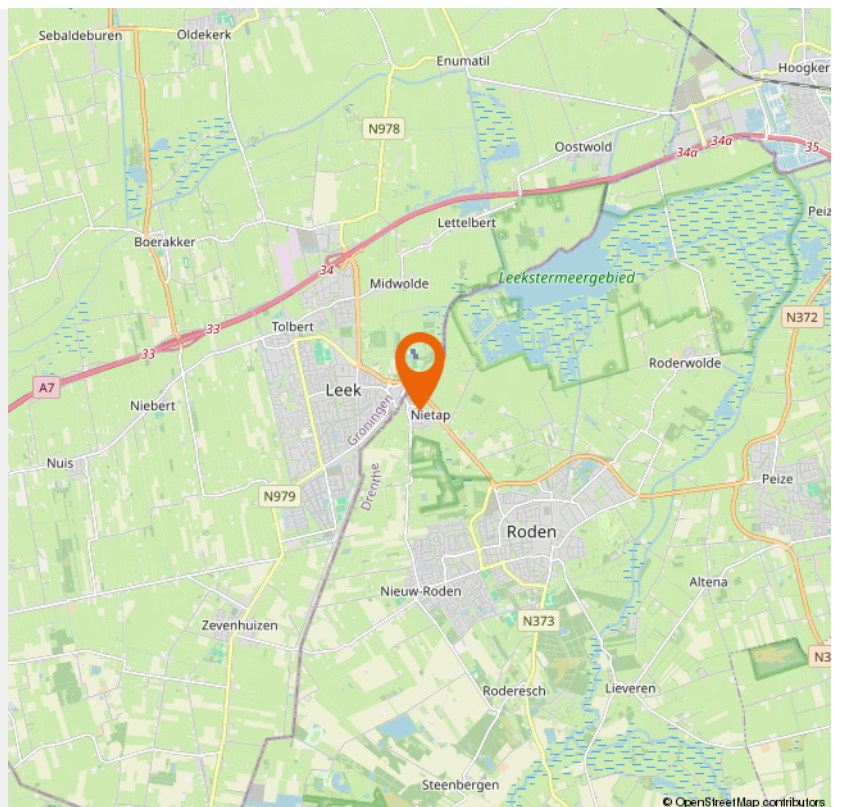 Sebaldeburen
Oldekerk
Enumatil
Hoogker
N978
Oostwold
34a
34a
35
Lettelbert
Peiz
Boerakker
34
Leekstermeergebied
Midwolde
N372
33
Tolbert
33
Roderwolde
A7
Leek
Niebert
Groningen
Nietap
Nuis
Drenthe
Peize
N979
Roden
Altena
Nieuw-Roden
Zevenhuizen
N373
N3
Roderesch
Lieveren
Steenbergen
© OpenStreetMap contributors